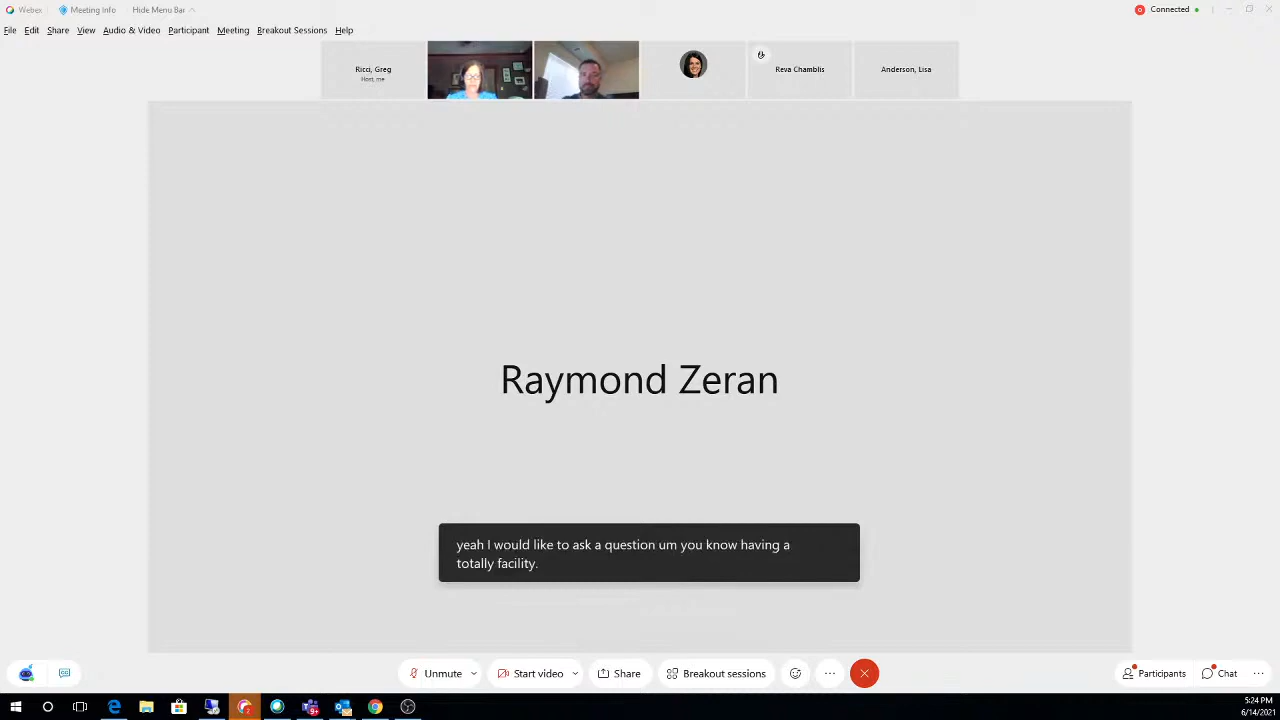 Webex
Meeting Info
Hide Menu Bar
Connected
File Edit Share View Audio & Video Participant Meeting Breakout Sessions Help
Ricci, Greg
Host, me
Reva Chamblis
Anderson, Lisa
Raymond Zeran
yeah I would like to ask a question um you know having a
totally facility.
Unmute
Start video
Share
Breakout sessions
Participants
Chat
5:24 PM
6/14/2021